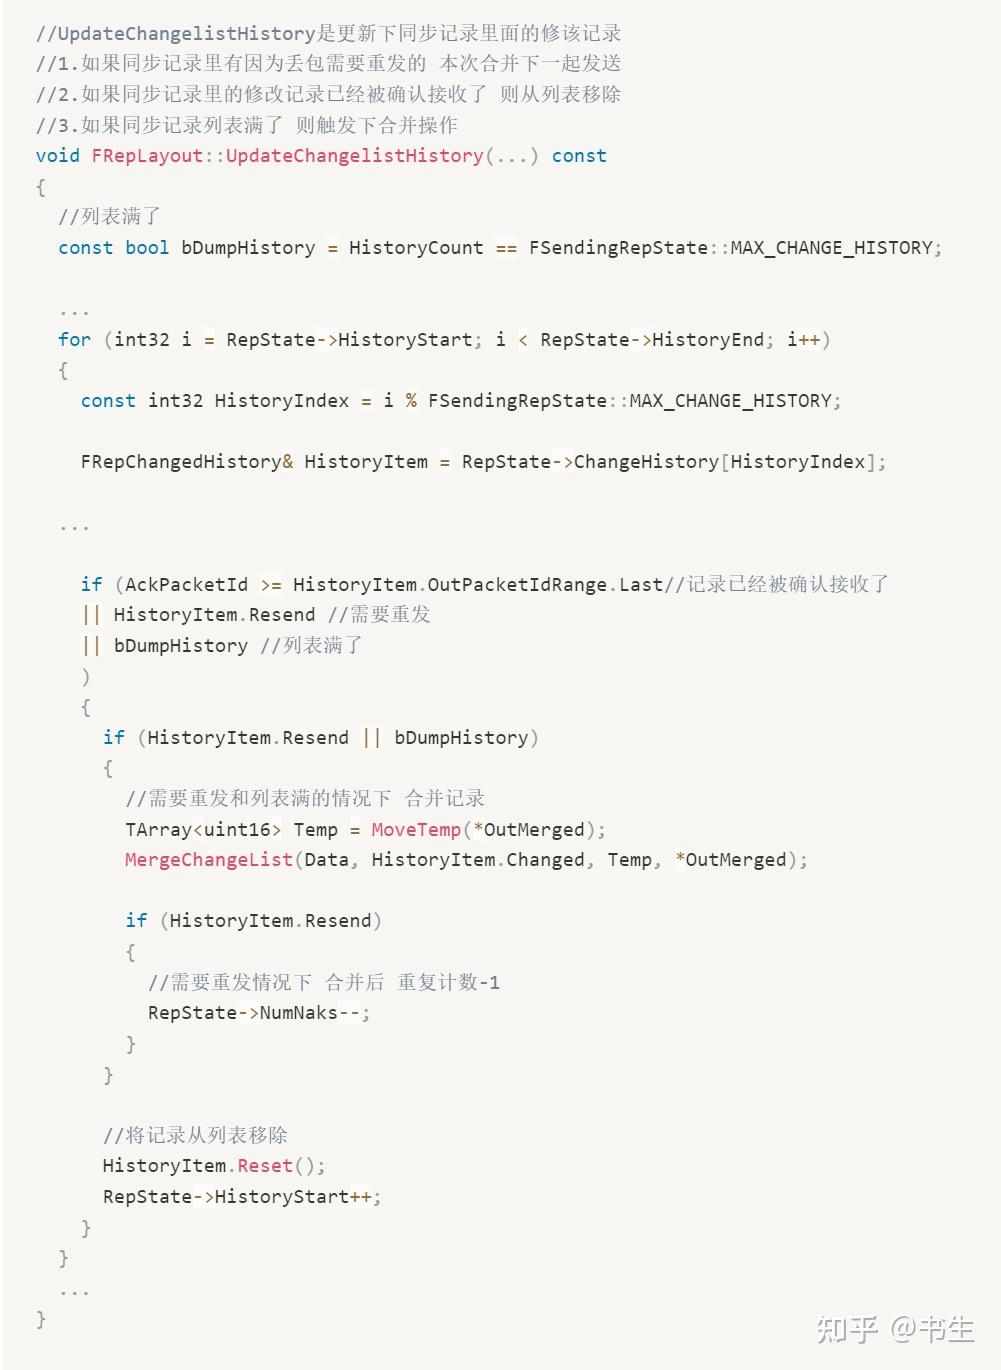 //UpdateChangelistHistory是更新下同步记录里面的修该记录
//1.如果同步记录里有因为丢包需要重发的 本次合并下一起发送
//2.如果同步记录里的修改记录已经被确认接收了 则从列表移除
//3.如果同步记录列表满了 则触发下合并操作
void FRepLayout::UpdateChangelistHistory(...) const
{
  //列表满了
  const bool bDumpHistory = HistoryCount == FSendingRepState::MAX_CHANGE_HISTORY;
  ...
  for (int32 i = RepState->HistoryStart; i < RepState->HistoryEnd; i++)
  {
    const int32 HistoryIndex = i % FSendingRepState::MAX_CHANGE_HISTORY;
    FRepChangedHistory& HistoryItem = RepState->ChangeHistory[HistoryIndex];
  ...
    if (AckPacketId >= HistoryItem.OutPacketIdRange.Last//记录已经被确认接收了
    || HistoryItem.Resend //需要重发
    || bDumpHistory //列表满了
    )
    {
      if (HistoryItem.Resend || bDumpHistory)
      {
        //需要重发和列表满的情况下 合并记录
        TArray<uint16> Temp = MoveTemp(*OutMerged);
        MergeChangeList(Data, HistoryItem.Changed, Temp, *OutMerged);
        if (HistoryItem.Resend)
        {
          //需要重发情况下 合并后 重复计数-1
          RepState->NumNaks--;
        }
      }
      //将记录从列表移除
      HistoryItem.Reset();
      RepState->HistoryStart++;
    }
  }
  ...
}
知乎 @书生